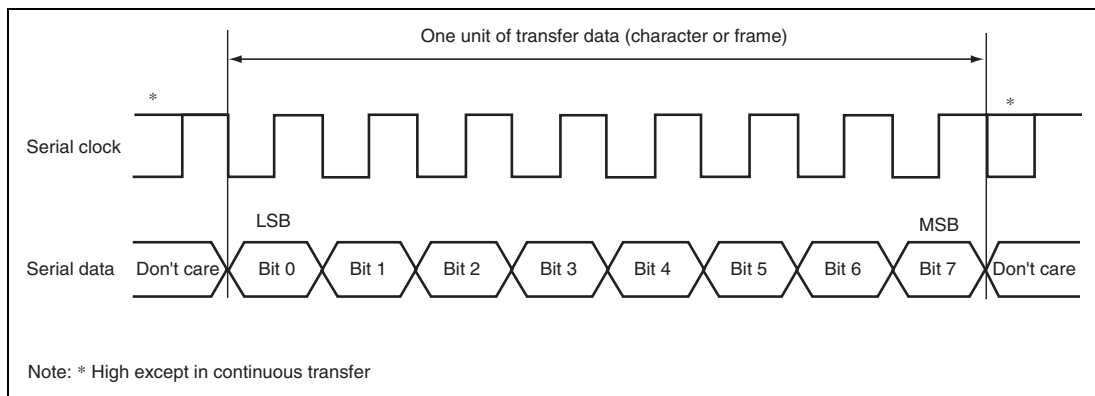 One unit of transfer data (character or frame)
* *
Serial clock
LSB MSB
Serial data Don't care Bit 0 Bit 1 Bit 2 Bit 3 Bit 4 Bit 5 Bit 6 Bit 7 Don't care
Note: * High except in continuous transfer